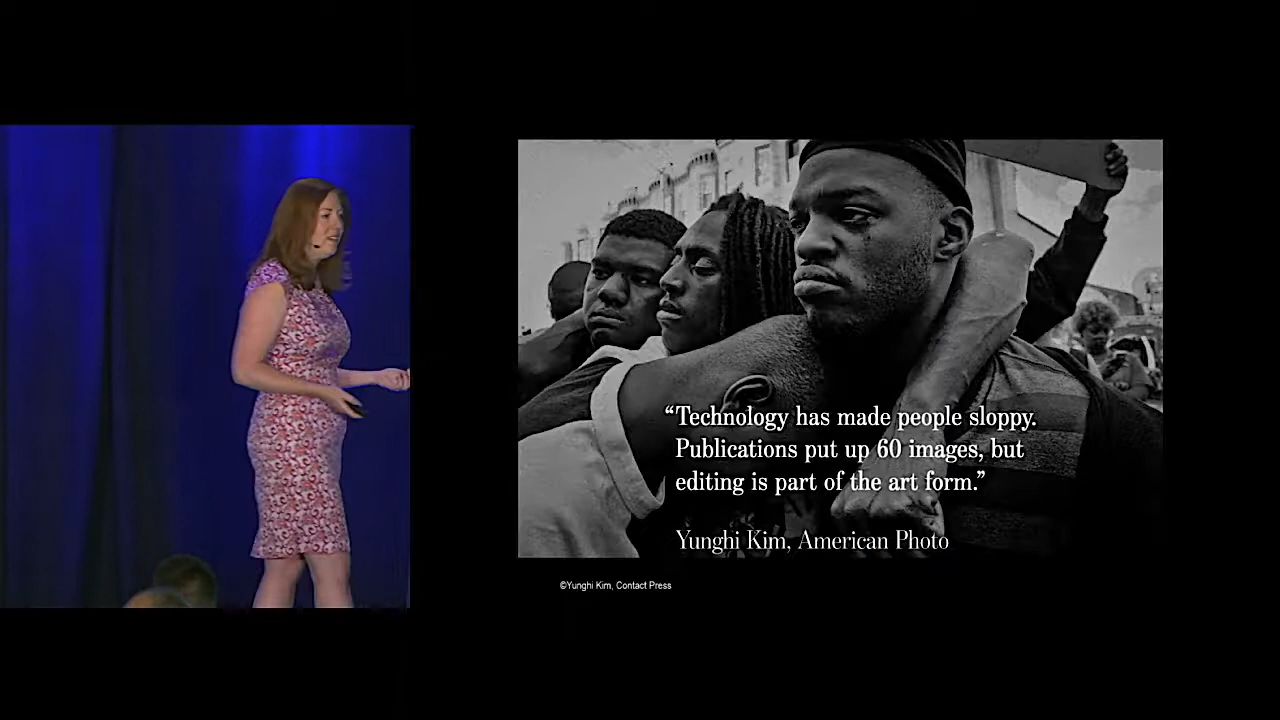 “Technology has made people sloppy.
Publications put up 60 images, but
editing is part of the art form.”
Yunghi Kim, American Photo
©Yunghi Kim, Contact Press